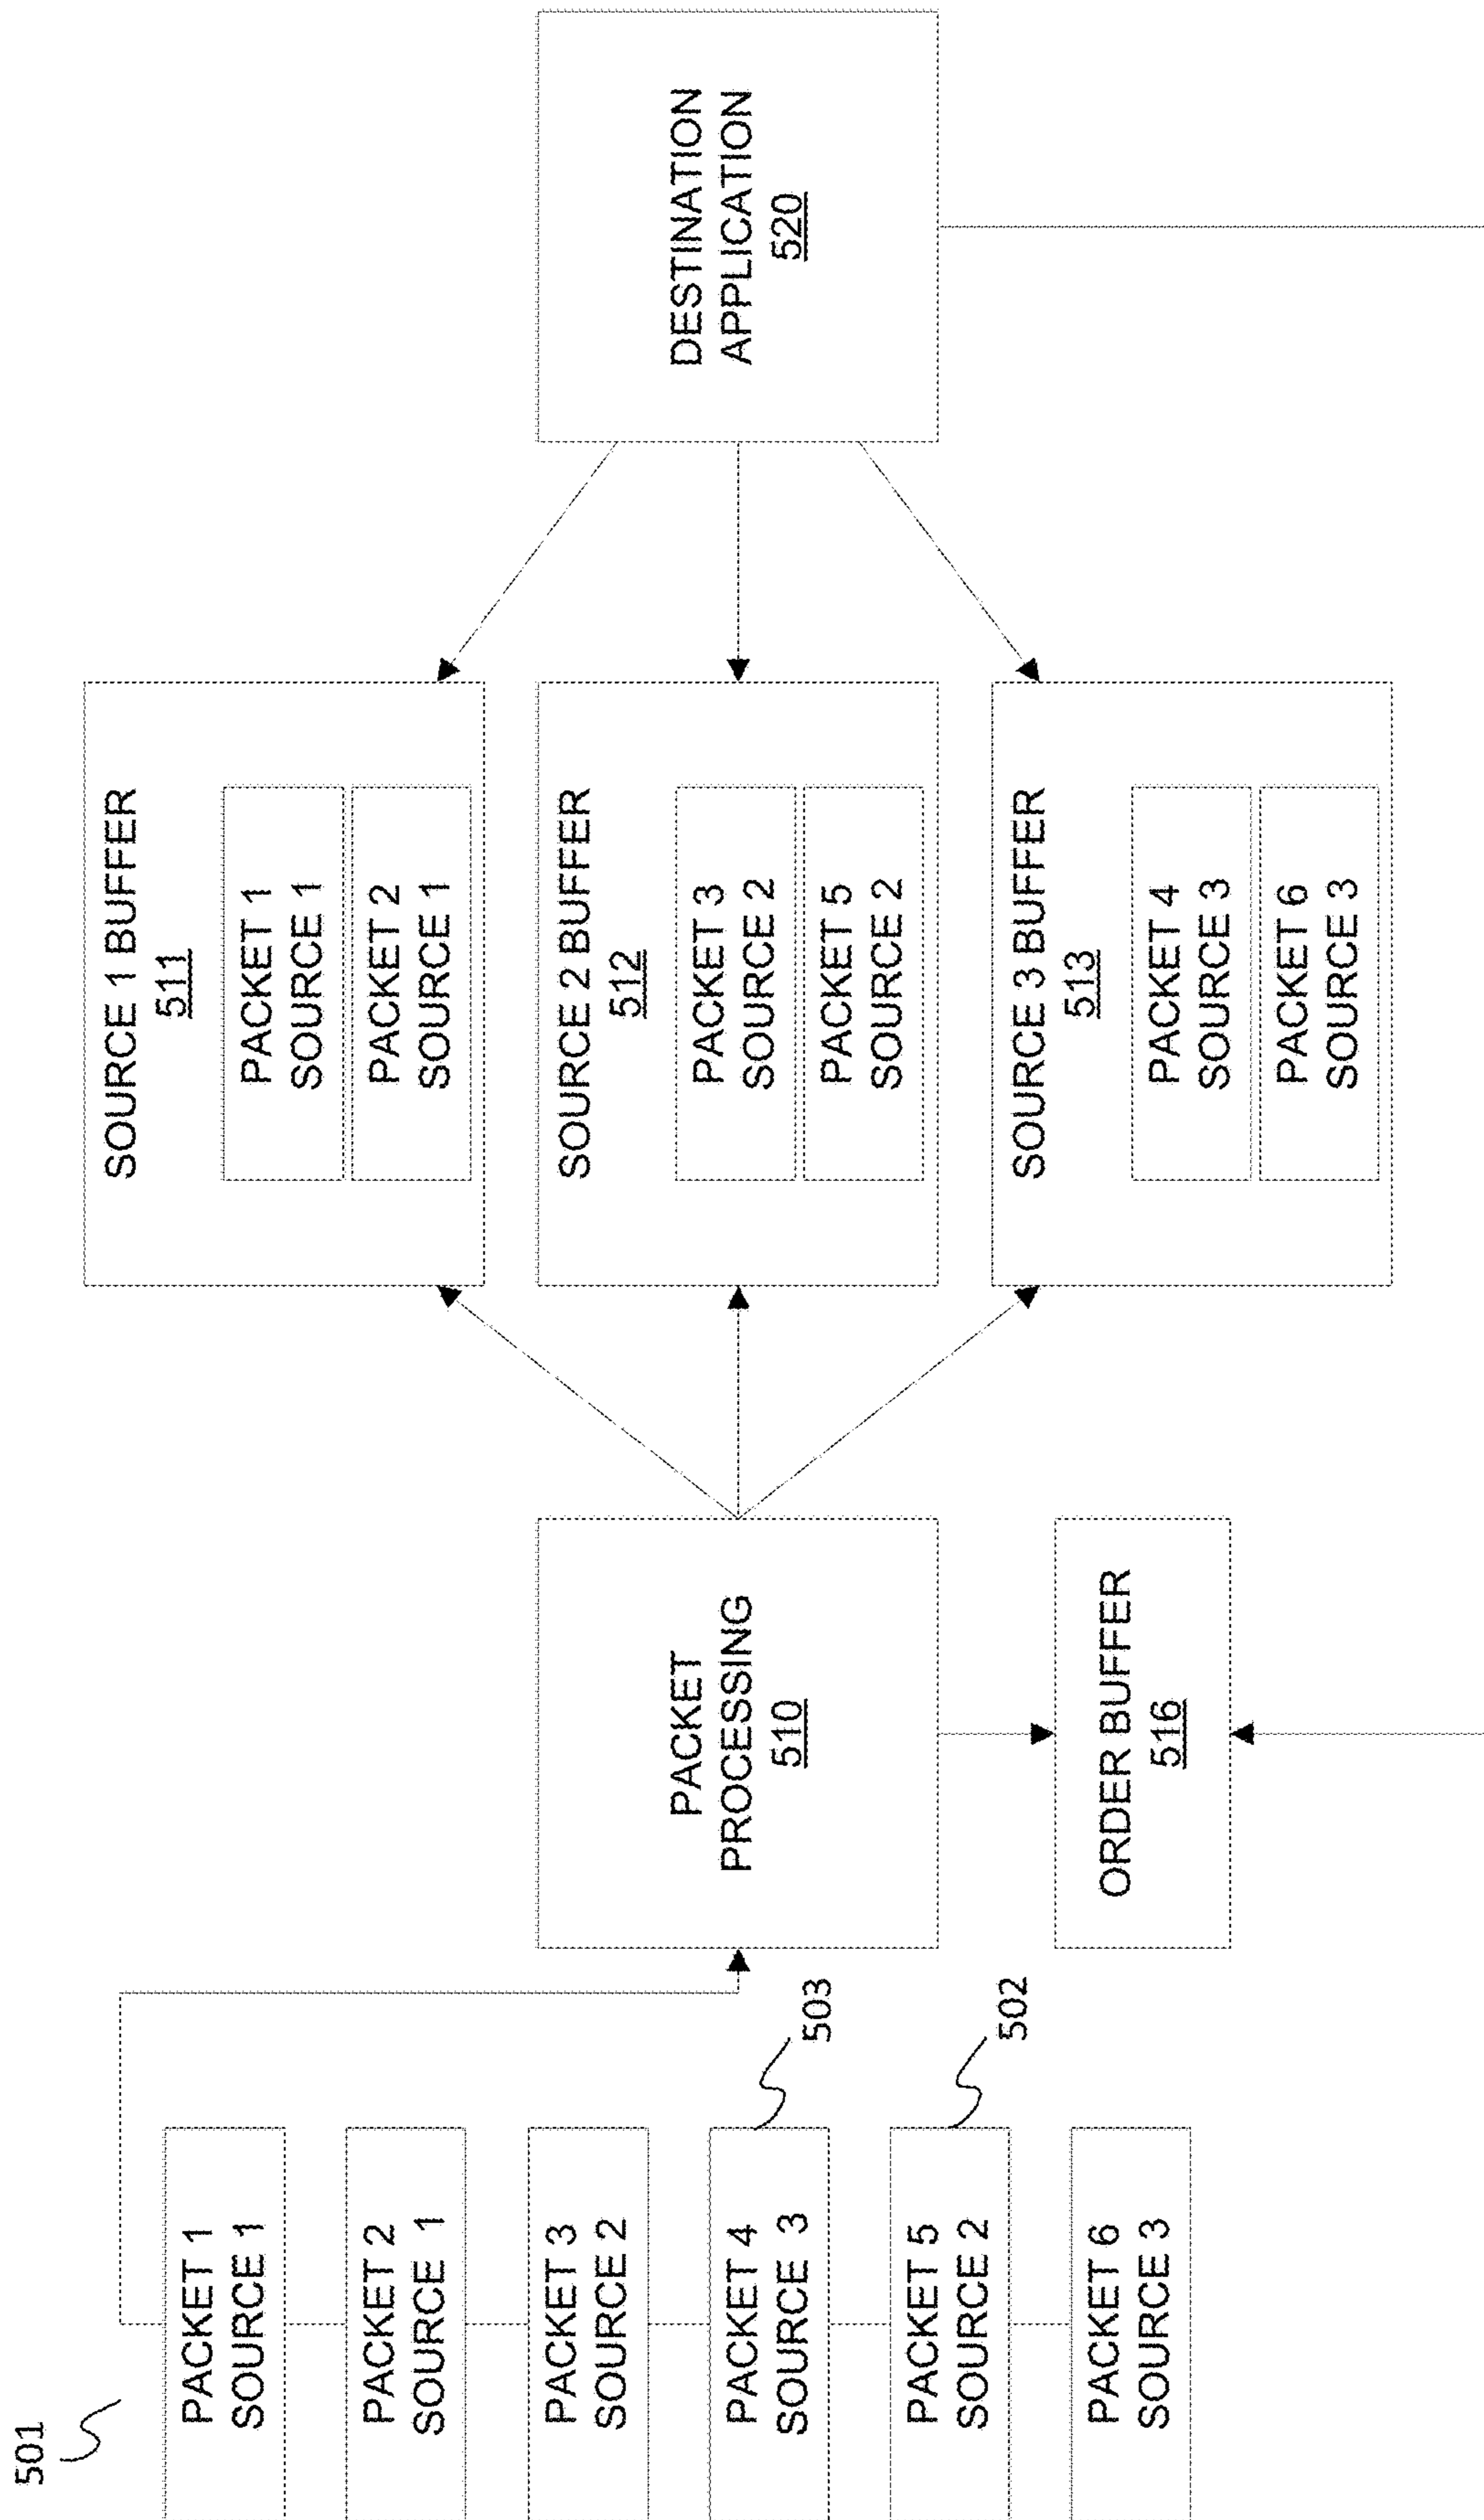 501
PACKET 1
SOURCE 1
PACKET 2
SOURCE 1
PACKET 3
SOURCE 2
PACKET 4
SOURCE 3
503
PACKET 5
SOURCE 2
502
PACKET 6
SOURCE 3
PACKET
PROCESSING
510
ORDER BUFFER
516
SOURCE 1 BUFFER
511
PACKET 1
SOURCE 1
PACKET 2
SOURCE 1
SOURCE 2 BUFFER
512
PACKET 3
SOURCE 2
PACKET 5
SOURCE 2
SOURCE 3 BUFFER
513
PACKET 4
SOURCE 3
PACKET 6
SOURCE 3
DESTINATION
APPLICATION
520